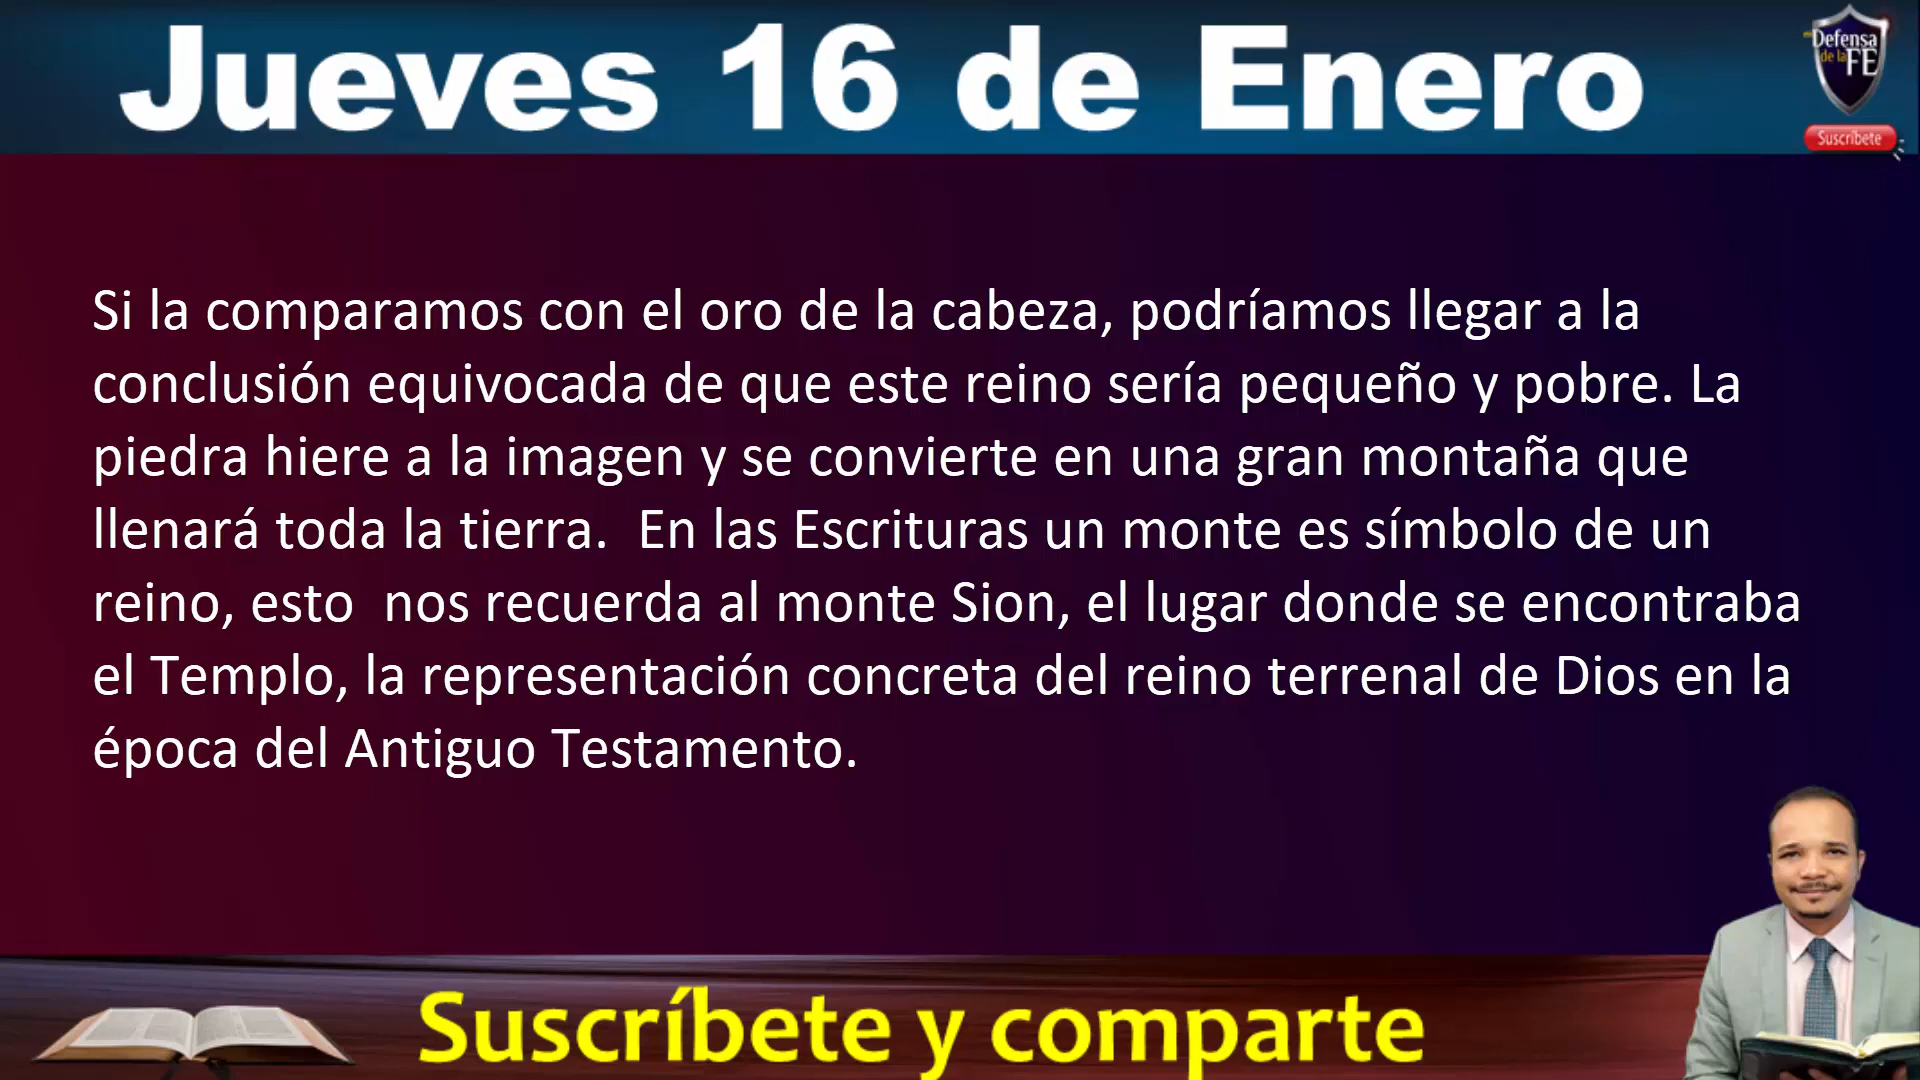 Jueves 16 de Enero
Defensa
de la FE
Suscríbete
Si la comparamos con el oro de la cabeza, podríamos llegar a la
conclusión equivocada de que este reino sería pequeño y pobre. La
piedra hiere a la imagen y se convierte en una gran montaña que
llenará toda la tierra.  En las Escrituras un monte es símbolo de un
reino, esto  nos recuerda al monte Sion, el lugar donde se encontraba
el Templo, la representación concreta del reino terrenal de Dios en la
época del Antiguo Testamento.
Suscríbete y comparte